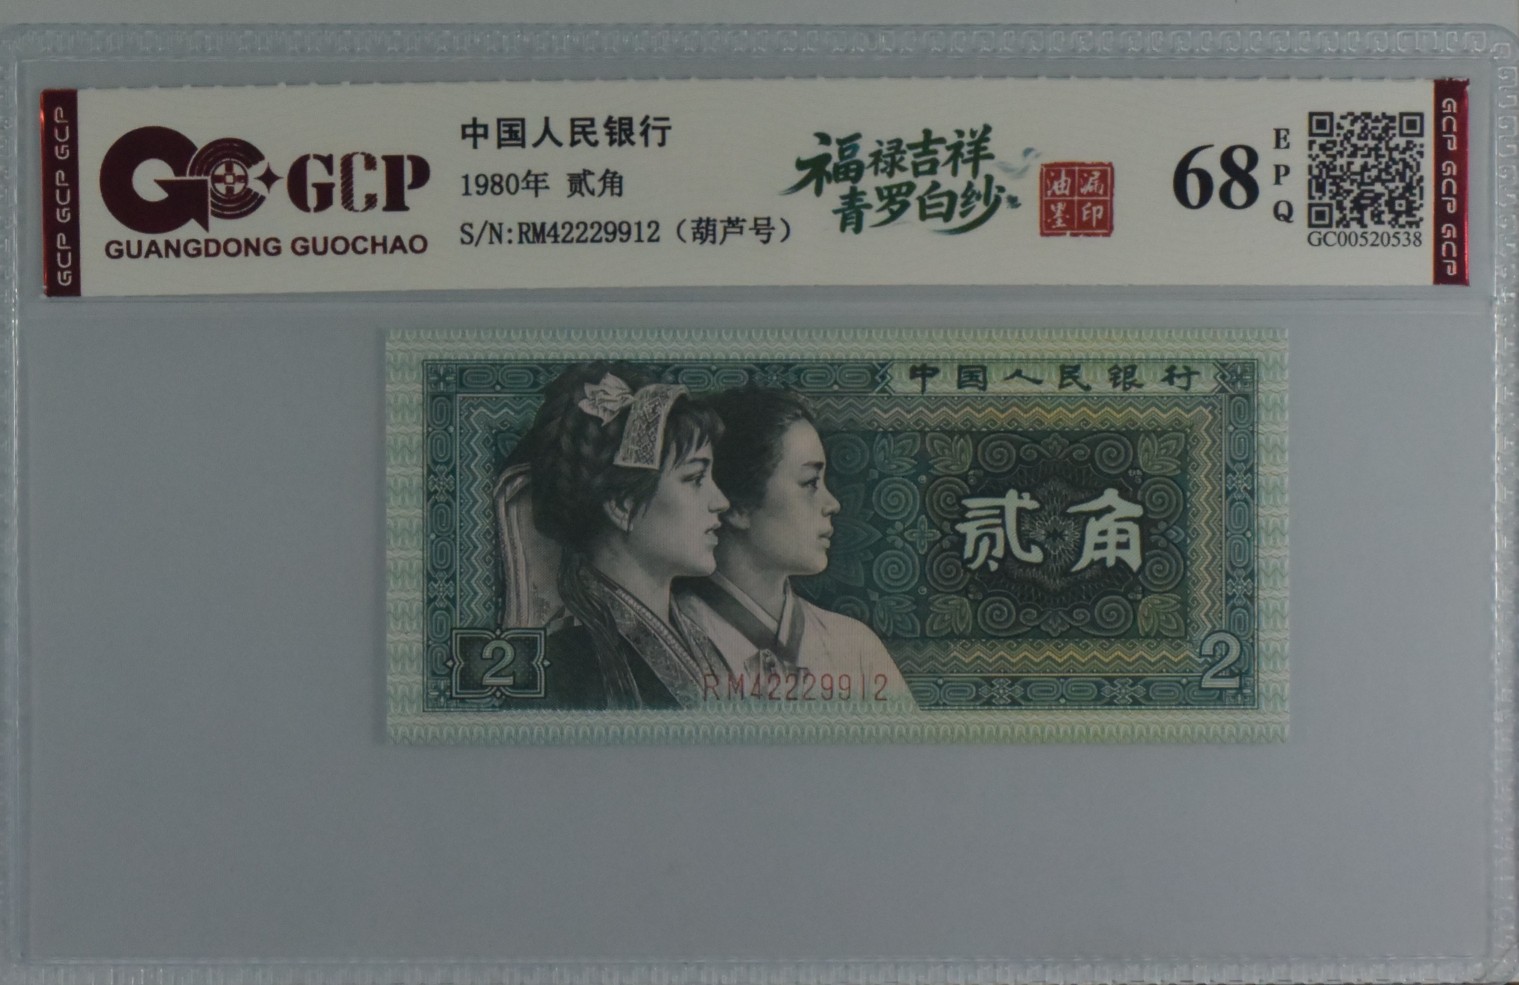 GCP GCP GCP
GCP
GUANGDONG GUOCHAO
中国人民银行
1980年 贰角
S/N:RM42229912（葫芦号）
福禄吉祥
青罗白纱
油漏
墨印
68
EPQ
GC00520538
GCP GCP GCP
中国人民银行
贰角
2
2
RM42229912